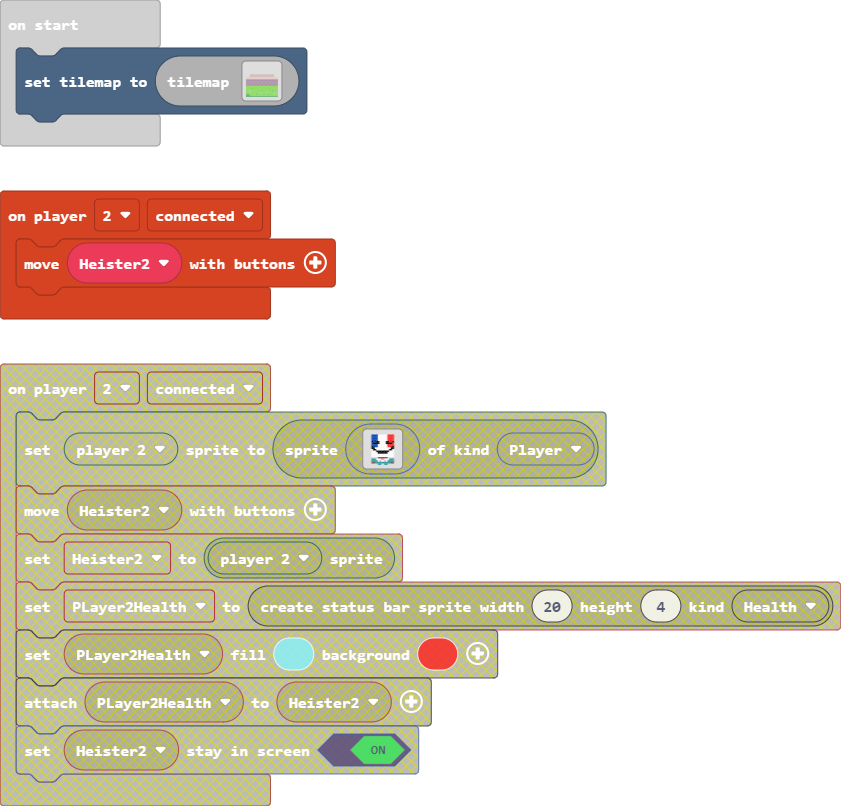 on start
set tilemap to tilemap
on player 2 connected
move Heister2 with buttons
on player 2 connected
set player 2 sprite to sprite of kind Player
move Heister2 with buttons
set Heister2 to player 2 sprite
set PLayer2Health to create status bar sprite width 20 height 4 kind Health
set PLayer2Health fill background
attach PLayer2Health to Heister2
set Heister2 stay in screen ON